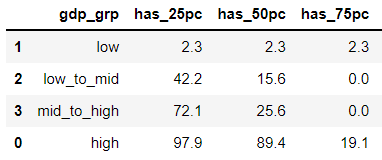 gdp_grp has_25pc has_50pc has_75pc
1 low 2.3 2.3 2.3
2 low_to_mid 42.2 15.6 0.0
3 mid_to_high 72.1 25.6 0.0
0 high 97.9 89.4 19.1